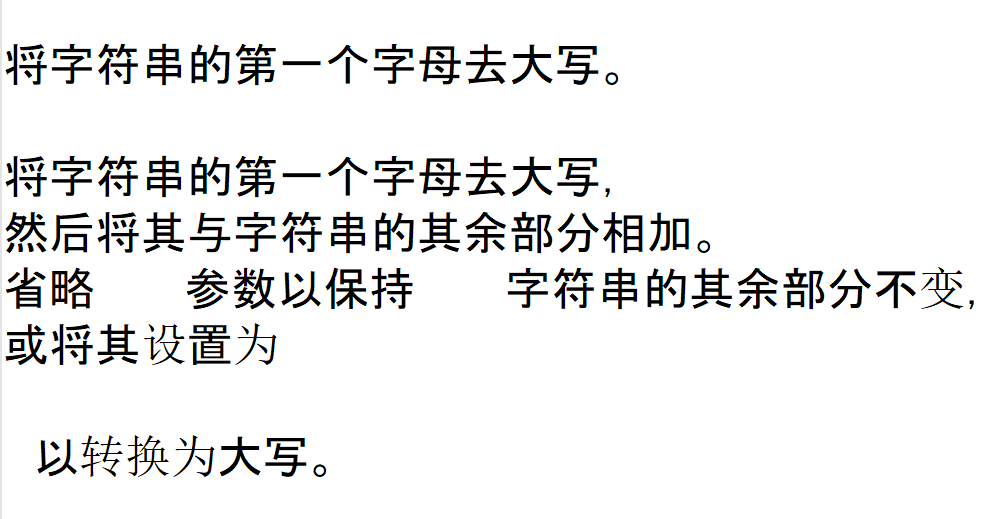 将字符串的第一个字母去大写。
将字符串的第一个字母去大写,
然后将其与字符串的其余部分相加。
省略 参数以保持 字符串的其余部分不变,
或将其设置为
以转换为大写。